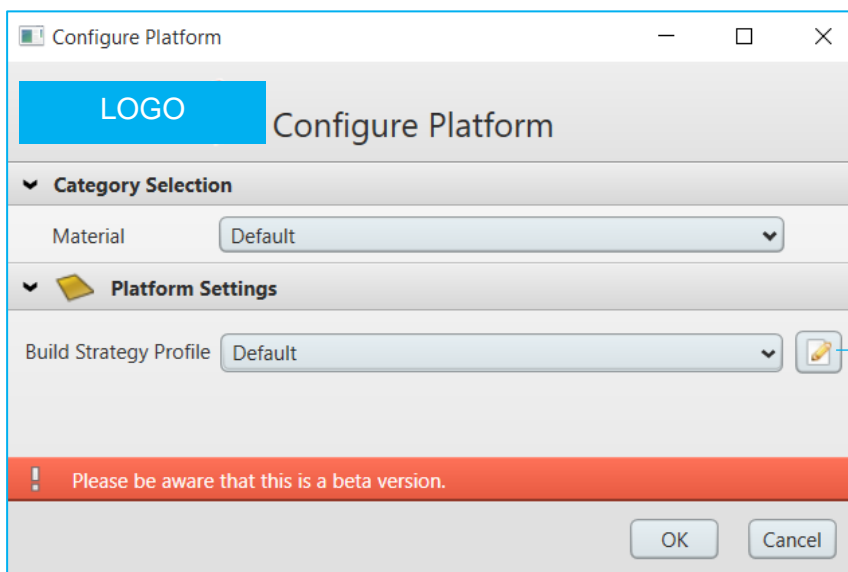 Configure Platform
LOGO
Configure Platform
Category Selection
Material Default
Platform Settings
Build Strategy Profile Default
! Please be aware that this is a beta version.
OK Cancel